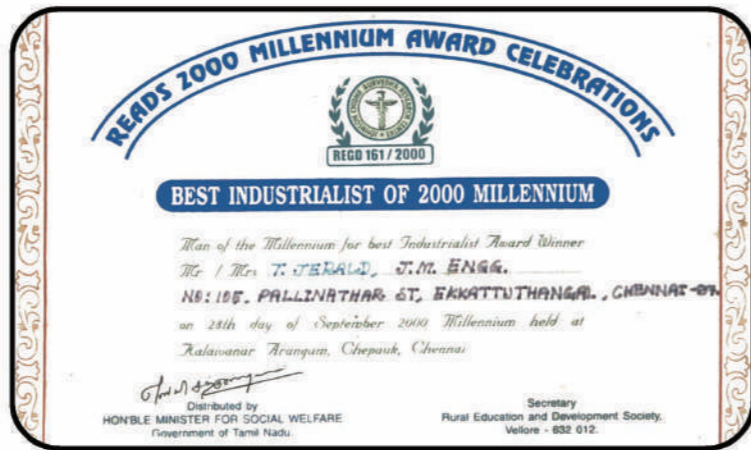 READS 2000 MILLENNIUM AWARD CELEBRATIONS
REGD 161 / 2000
BEST INDUSTRIALIST OF 2000 MILLENNIUM
Man of the Millennium for best Industrialist Award Winner
Mr / Mrs T. JERALD, J.M. ENGG.
NO: 105. PALLINATHAR ST, EKKATTUTHANGAL, CHENNAI-97.
on 28th day of September 2000 Millennium held at
Kalaivanar Arangam, Chepauk, Chennai
Distributed by
HON'BLE MINISTER FOR SOCIAL WELFARE
Government of Tamil Nadu
Secretary
Rural Education and Development Society,
Vellore - 632 012.